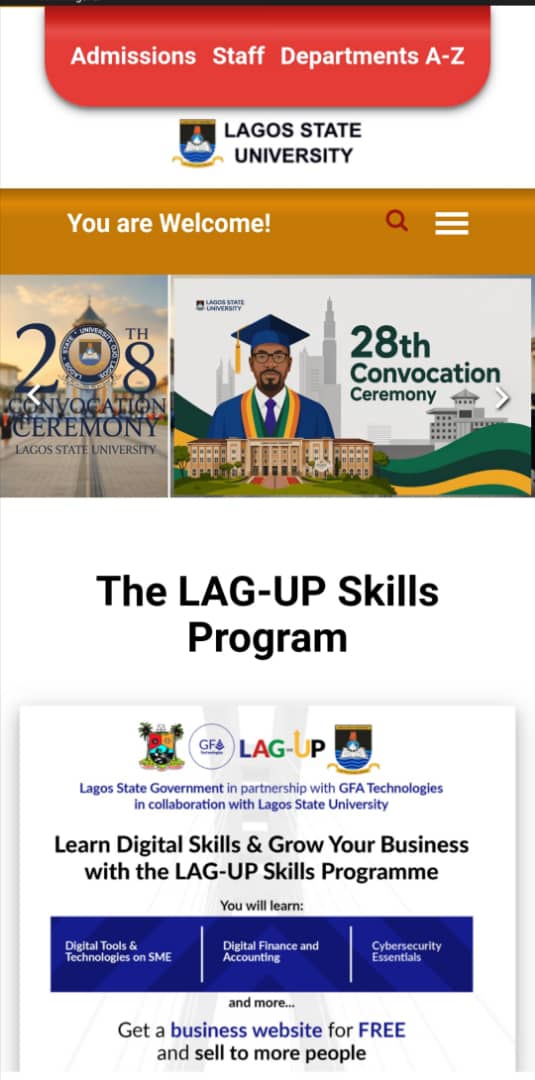 Admissions Staff Departments A-Z
LAGOS STATE
UNIVERSITY
You are Welcome!
28TH
CONVOCATION
CEREMONY
LAGOS STATE UNIVERSITY
LAGOS STATE
UNIVERSITY
28th
Convocation
Ceremony
The LAG-UP Skills
Program
GFA
Technologies
LAG-UP
Lagos State Government in partnership with GFA Technologies
in collaboration with Lagos State University
Learn Digital Skills & Grow Your Business
with the LAG-UP Skills Programme
You will learn:
Digital Tools &
Technologies on SME
Digital Finance and
Accounting
Cybersecurity
Essentials
and more...
Get a business website for FREE
and sell to more people